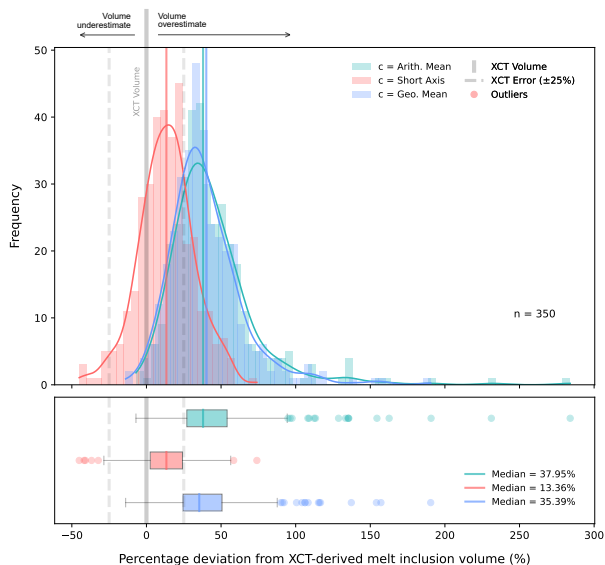 Volume
underestimate
Volume
overestimate
50
40
30
20
10
0
Frequency
XCT Volume
c = Arith. Mean
c = Short Axis
c = Geo. Mean
XCT Volume
XCT Error (±25%)
Outliers
n = 350
Median = 37.95%
Median = 13.36%
Median = 35.39%
−50 0 50 100 150 200 250 300
Percentage deviation from XCT-derived melt inclusion volume (%)